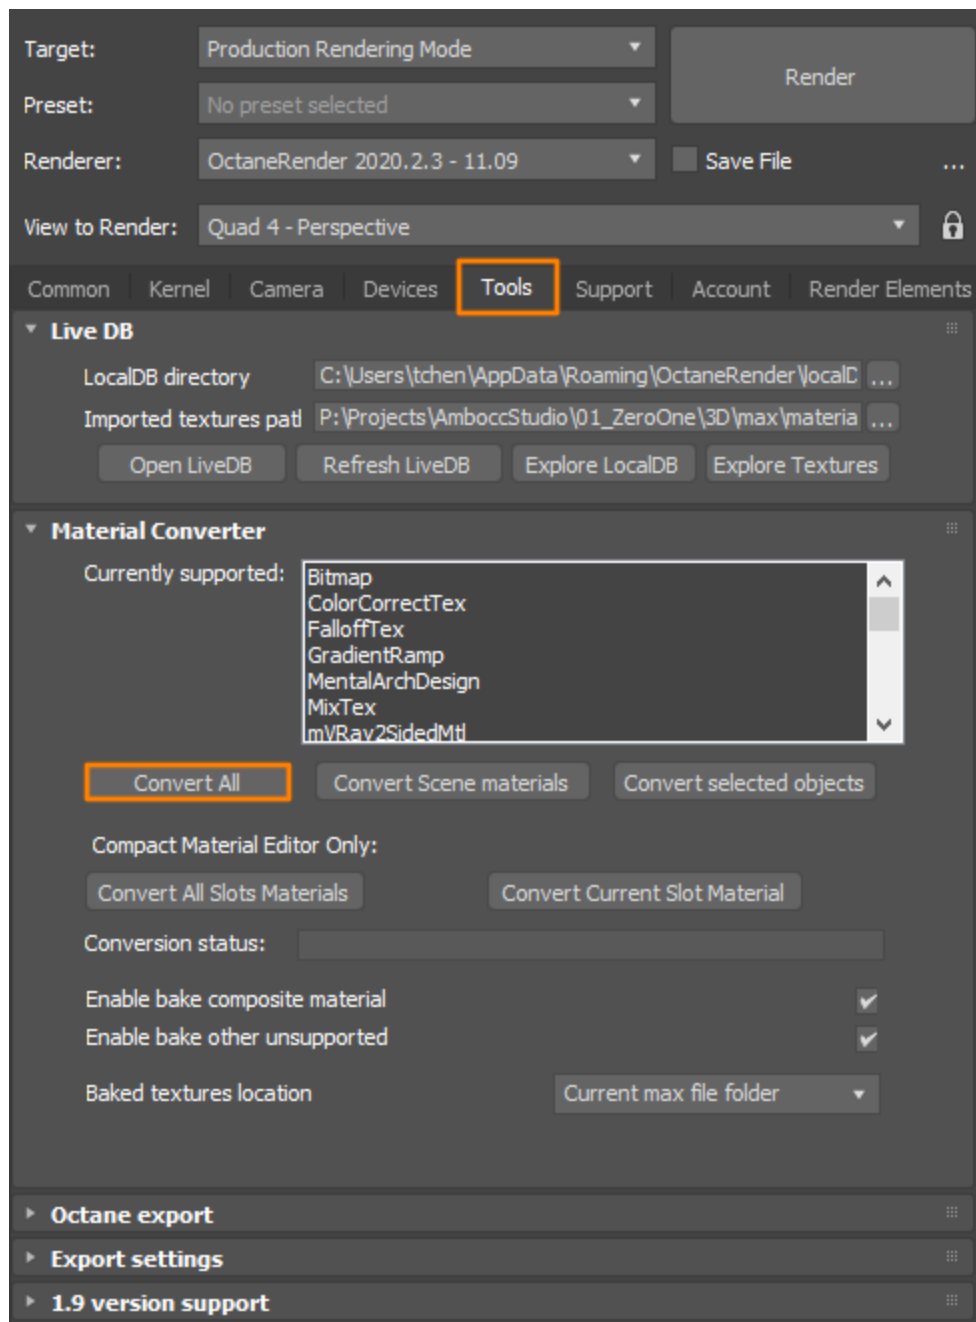 Target: Production Rendering Mode
Render
Preset: No preset selected
Renderer: OctaneRender 2020.2.3 - 11.09 Save File ...
View to Render: Quad 4 - Perspective
Common Kernel Camera Devices Tools Support Account Render Elements
Live DB
LocalDB directory C:\Users\tchen\AppData\Roaming\OctaneRender\localD ...
Imported textures patl P:\Projects\AmboccStudio\01_ZeroOne\3D\max\materia ...
Open LiveDB Refresh LiveDB Explore LocalDB Explore Textures
Material Converter
Currently supported: Bitmap
ColorCorrectTex
FalloffTex
GradientRamp
MentalArchDesign
MixTex
mVRay2SidedMtl
Convert All Convert Scene materials Convert selected objects
Compact Material Editor Only:
Convert All Slots Materials Convert Current Slot Material
Conversion status:
Enable bake composite material
Enable bake other unsupported
Baked textures location Current max file folder
Octane export
Export settings
1.9 version support